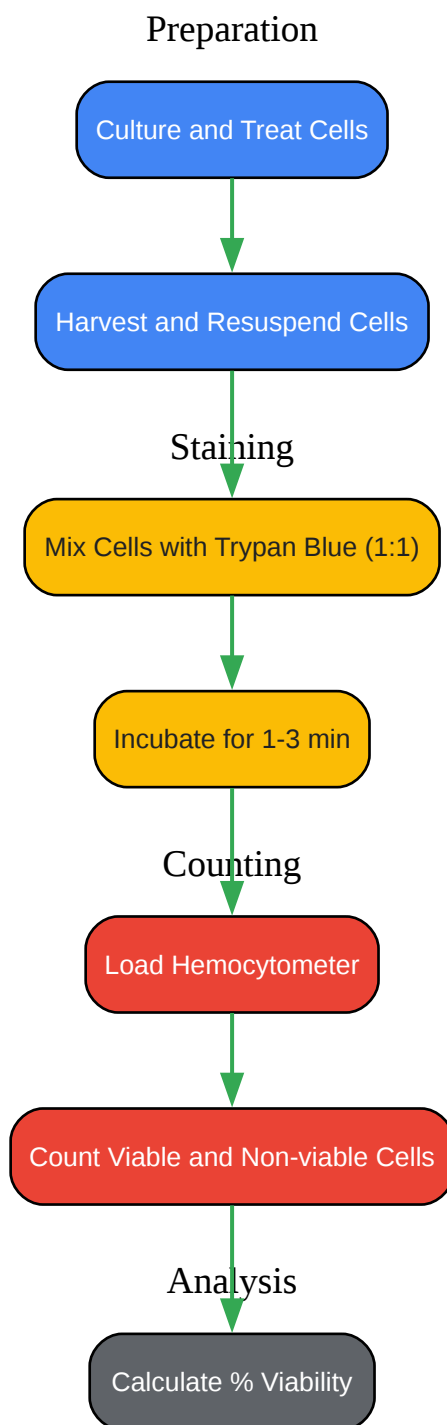 Preparation
Culture and Treat Cells
Harvest and Resuspend Cells
Staining
Mix Cells with Trypan Blue (1:1)
Incubate for 1-3 min
Counting
Load Hemocytometer
Count Viable and Non-viable Cells
Analysis
Calculate % Viability